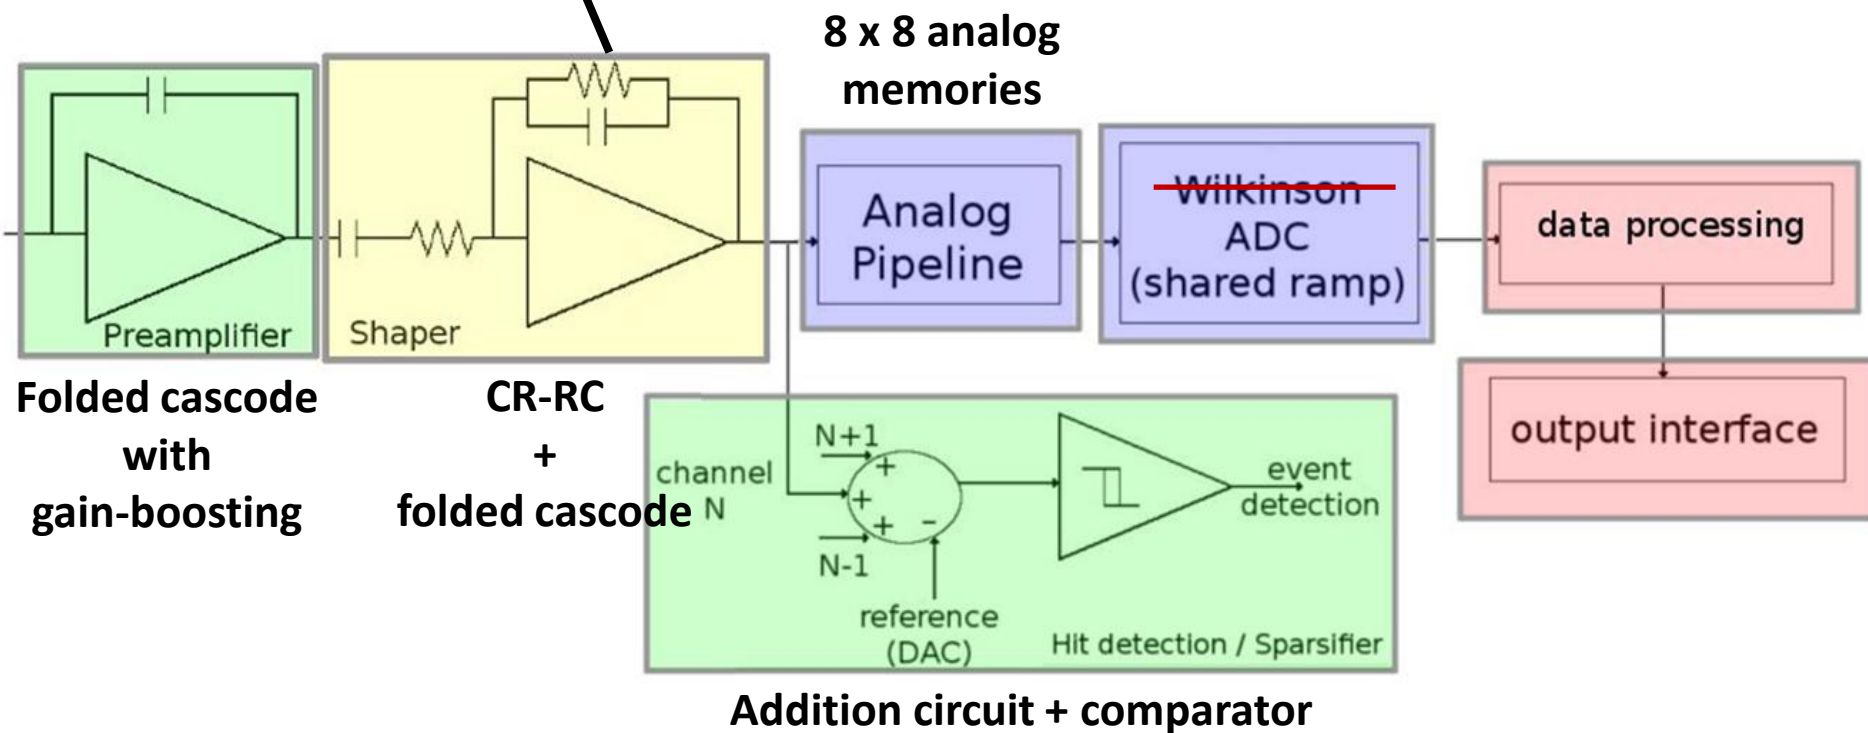 8 x 8 analog
memories
Preamplifier
Shaper
Analog
Pipeline
Wilkinson
ADC
(shared ramp)
data processing
output interface
Folded cascode
with
gain-boosting
CR-RC
+
folded cascode
channel
N
N+1
+
+
+
-
N-1
reference
(DAC)
event
detection
Hit detection / Sparsifier
Addition circuit + comparator